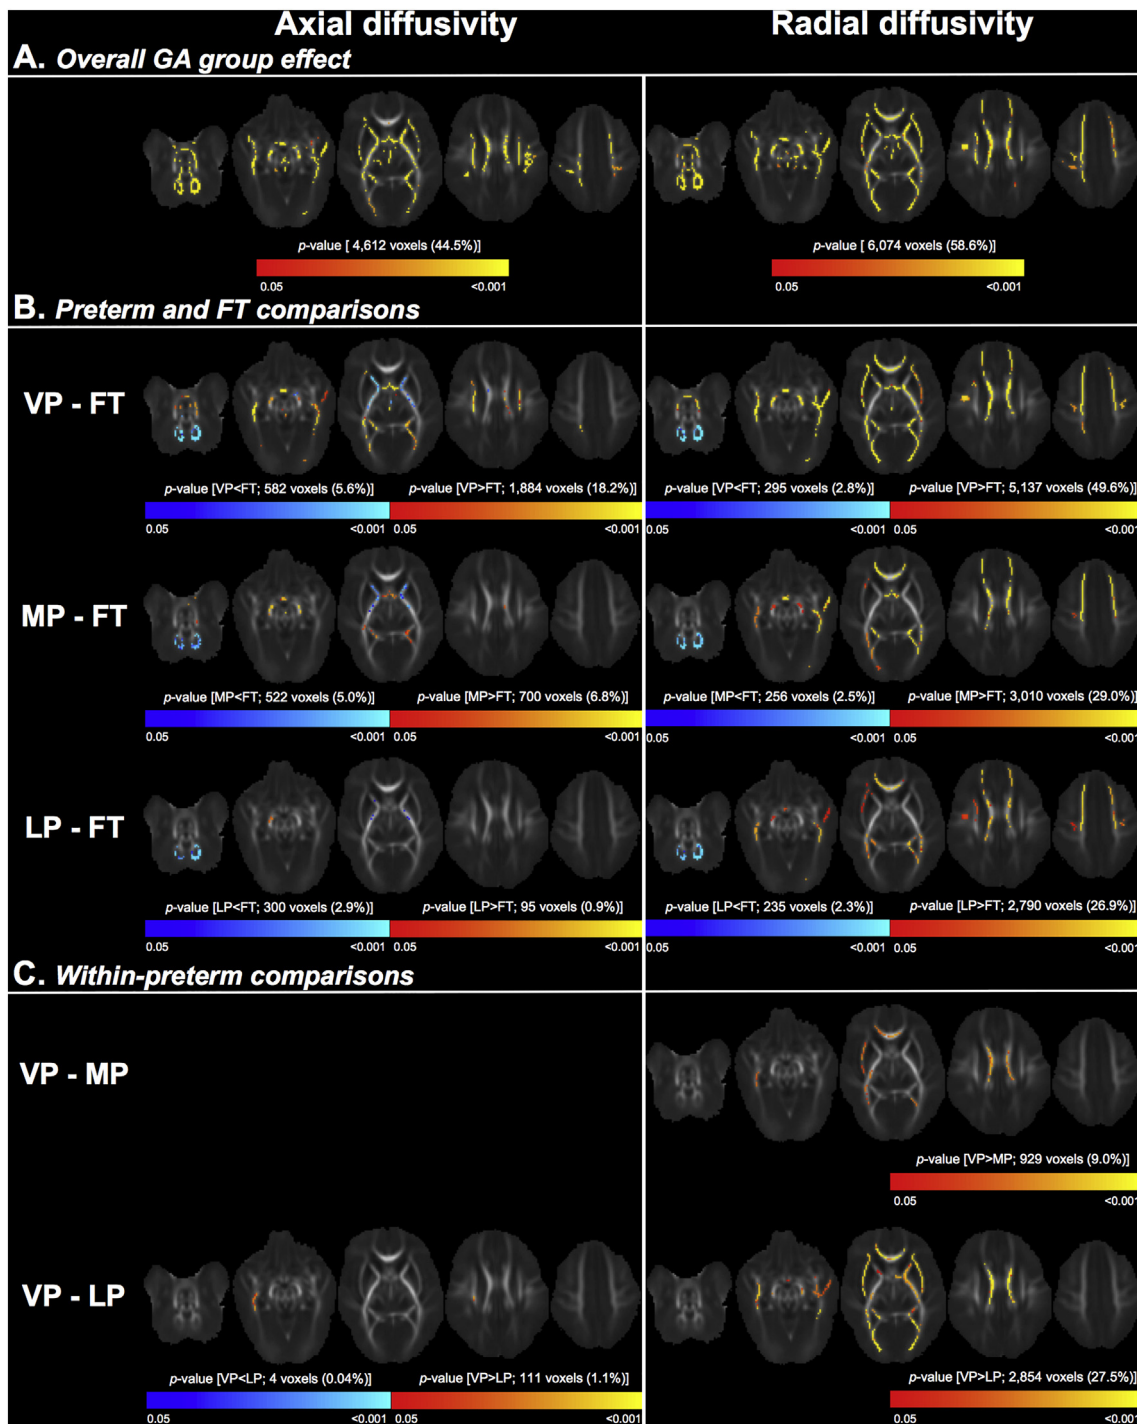 Axial diffusivity Radial diffusivity
A. Overall GA group effect
p-value [ 4,612 voxels (44.5%)] p-value [ 6,074 voxels (58.6%)]
0.05 <0.001 0.05 <0.001
B. Preterm and FT comparisons
VP - FT
p-value [VP<FT; 582 voxels (5.6%)] p-value [VP>FT; 1,884 voxels (18.2%)] p-value [VP<FT; 295 voxels (2.8%)] p-value [VP>FT; 5,137 voxels (49.6%)]
0.05 <0.001 0.05 <0.001 0.05 <0.001 0.05 <0.001
MP - FT
p-value [MP<FT; 522 voxels (5.0%)] p-value [MP>FT; 700 voxels (6.8%)] p-value [MP<FT; 256 voxels (2.5%)] p-value [MP>FT; 3,010 voxels (29.0%)]
0.05 <0.001 0.05 <0.001 0.05 <0.001 0.05 <0.001
LP - FT
p-value [LP<FT; 300 voxels (2.9%)] p-value [LP>FT; 95 voxels (0.9%)] p-value [LP<FT; 235 voxels (2.3%)] p-value [LP>FT; 2,790 voxels (26.9%)]
0.05 <0.001 0.05 <0.001 0.05 <0.001 0.05 <0.001
C. Within-preterm comparisons
VP - MP
p-value [VP>MP; 929 voxels (9.0%)]
0.05 <0.001
VP - LP
p-value [VP<LP; 4 voxels (0.04%)] p-value [VP>LP; 111 voxels (1.1%)] p-value [VP>LP; 2,854 voxels (27.5%)]
0.05 <0.001 0.05 <0.001 0.05 <0.001